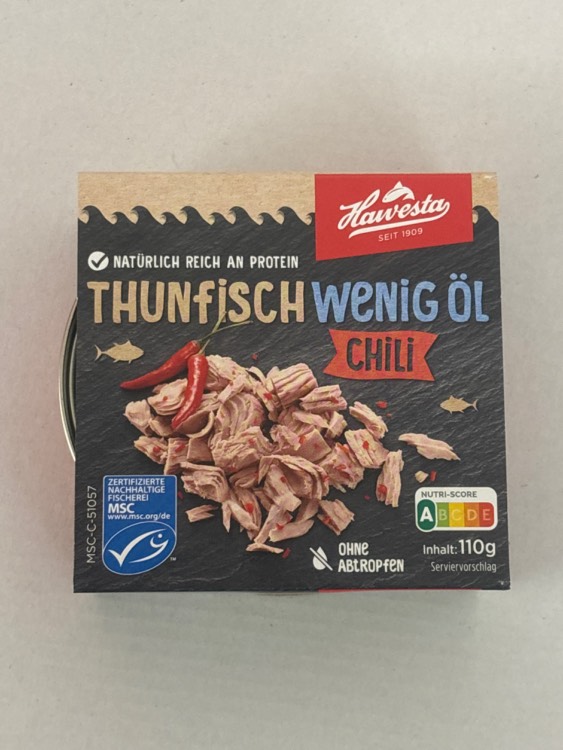 Hawesta
SEIT 1909
NATÜRLICH REICH AN PROTEIN
THUNFISCH WENIG ÖL
CHILI
ZERTIFIZIERTE
NACHHALTIGE
FISCHEREI
MSC
www.msc.org/de
TM
MSC-C-51057
OHNE
ABTROPFEN
NUTRI-SCORE
A B C D E
Inhalt: 110g
Serviervorschlag